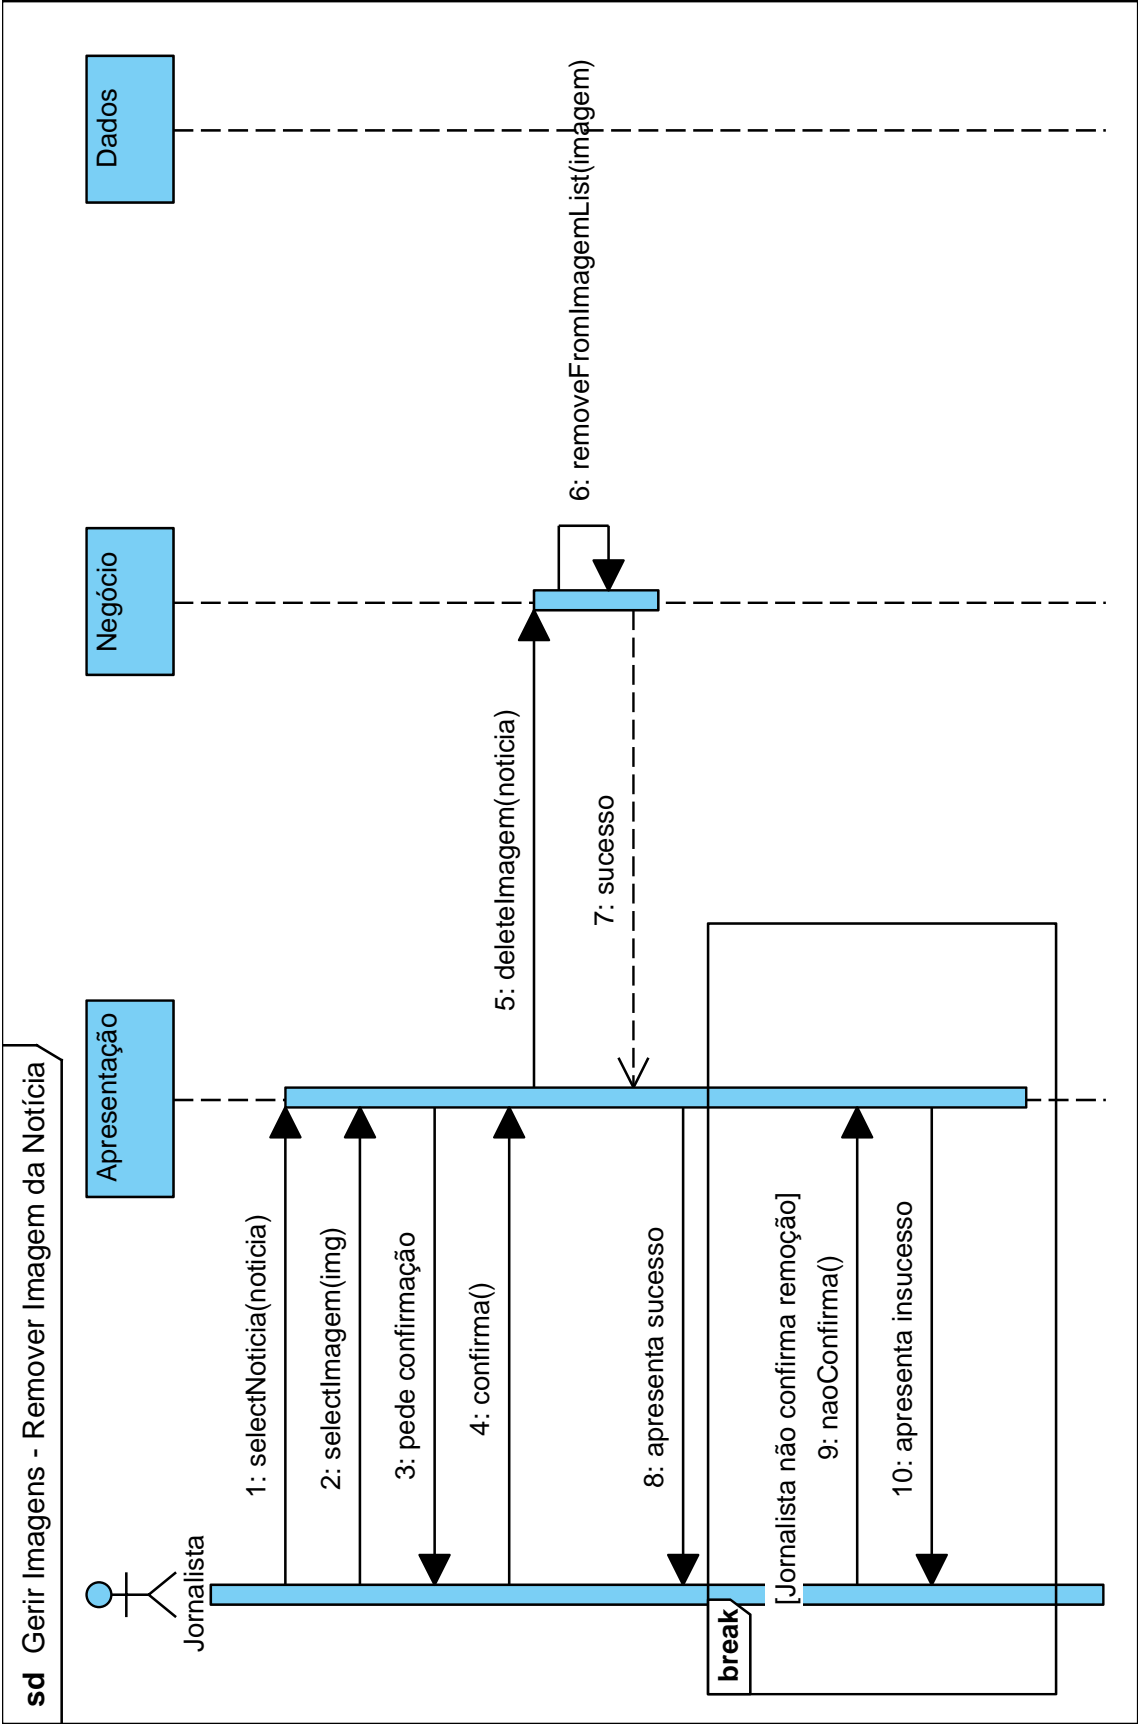 sd Gerir Imagens - Remover Imagem da Notícia
Jornalista
Apresentação
Negócio
Dados
1: selectNoticia(noticia)
2: selectImagem(img)
3: pede confirmação
4: confirma()
5: deleteImagem(noticia)
6: removeFromImagemList(imagem)
7: sucesso
8: apresenta sucesso
break
[Jornalista não confirma remoção]
9: naoConfirma()
10: apresenta insucesso